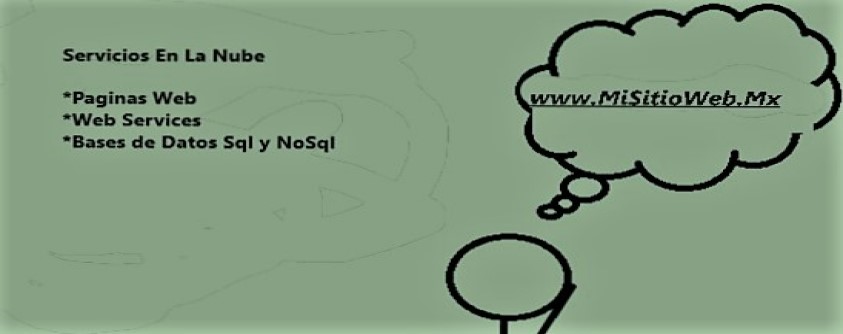 Servicios En La Nube
*Paginas Web
*Web Services
*Bases de Datos Sql y NoSql
www.MiSitioWeb.Mx